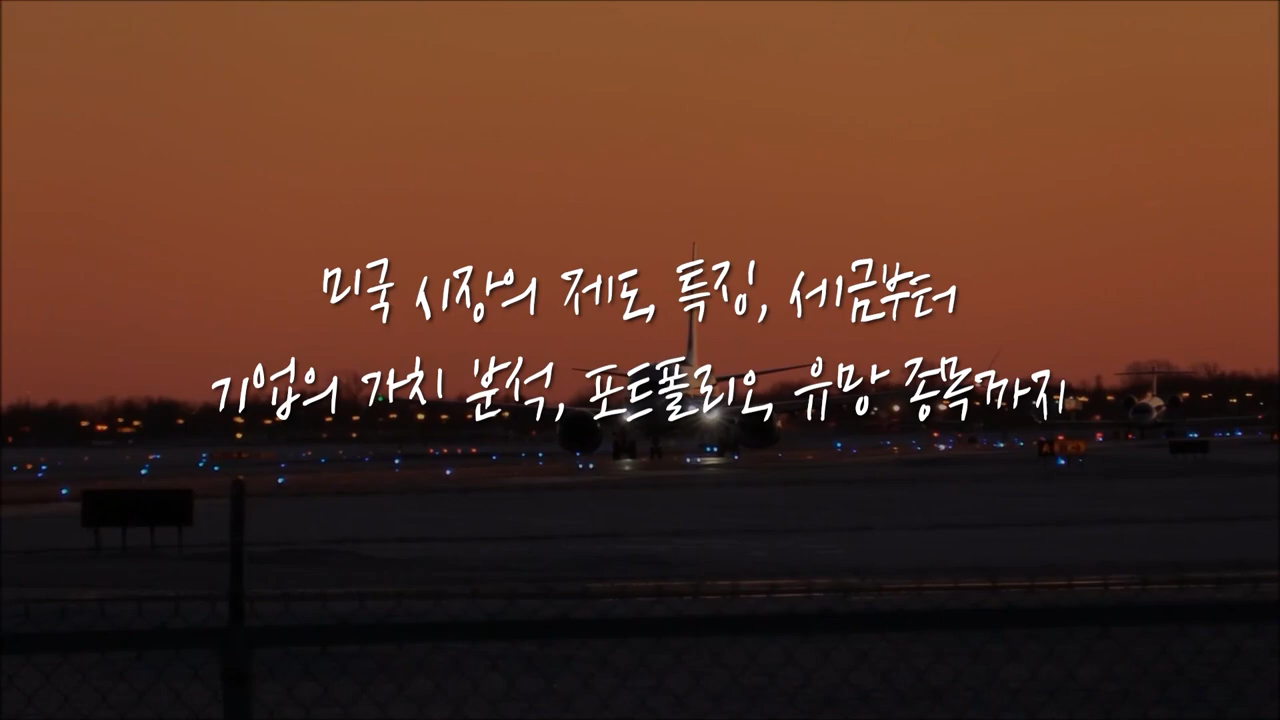 미국 시장의 제도, 특징, 세금부터
기업의 가치 분석, 포트폴리오, 유망 종목까지